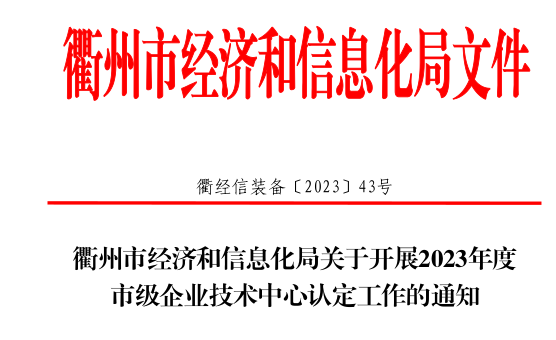 衢州市经济和信息化局文件
衢经信装备〔2023〕43号
衢州市经济和信息化局关于开展2023年度
市级企业技术中心认定工作的通知